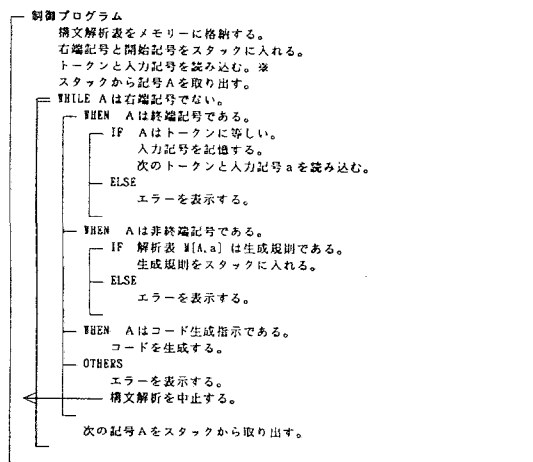 制御プログラム
構文解析表をメモリーに格納する。
右端記号と開始記号をスタックに入れる。
トークンと入力記号を読み込む。※
スタックから記号Aを取り出す。
WHILE Aは右端記号でない。
WHEN Aは終端記号である。
IF Aはトークンに等しい。
入力記号を記憶する。
次のトークンと入力記号aを読み込む。
ELSE
エラーを表示する。
WHEN Aは非終端記号である。
IF 解析表 M[A,a] は生成規則である。
生成規則をスタックに入れる。
ELSE
エラーを表示する。
WHEN Aはコード生成指示である。
コードを生成する。
OTHERS
エラーを表示する。
構文解析を中止する。
次の記号Aをスタックから取り出す。